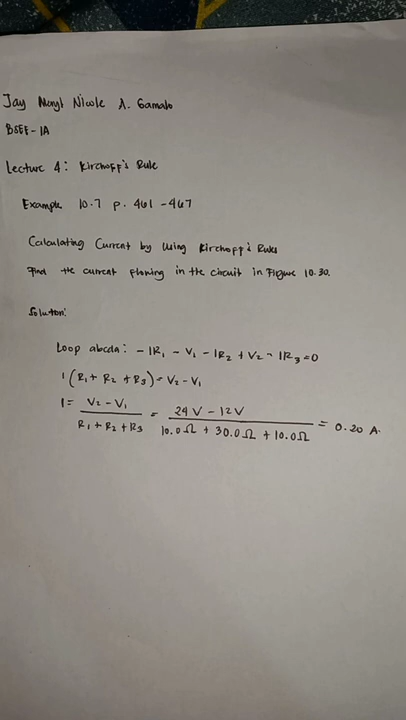 Jay Meryl Nicole A. Gamalo
BSEE-1A
Lecture 4: Kirchoff's Rule
Example 10.7 p. 461-467
Calculating Current by Using Kirchoff's Rules
Find the current flowing in the circuit in Figure 10.30.
Solution:
Loop abcda: -IR₁ - V₁ - IR₂ + V₂ - IR₃ = 0
I (R₁ + R₂ + R₃) = V₂ - V₁
I = V₂ - V₁ / R₁ + R₂ + R₃ = 24 V - 12 V / 10.0 Ω + 30.0 Ω + 10.0 Ω = 0.20 A.